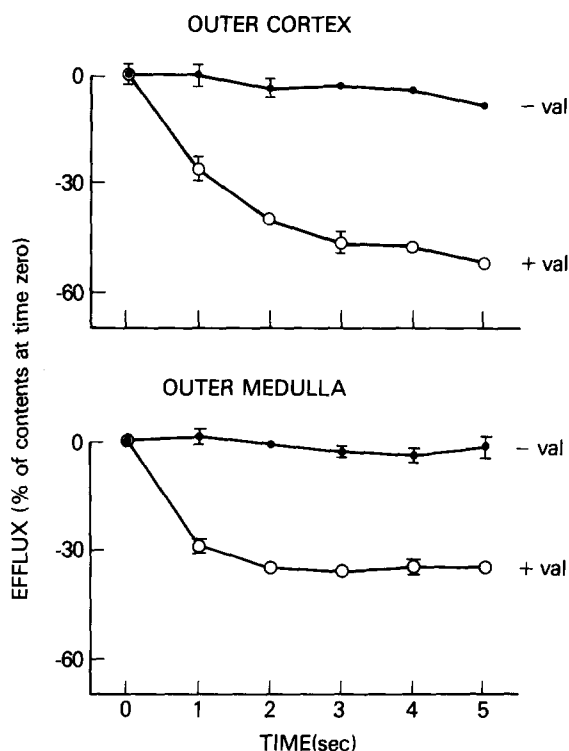 OUTER CORTEX
0
-30
-60
– val
+ val
OUTER MEDULLA
0
-30
-60
– val
+ val
0 1 2 3 4 5
TIME(sec)
EFFLUX (% of contents at time zero)